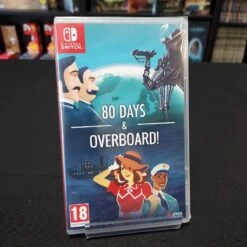 NINTENDO
SWITCH
80 DAYS
&
OVERBOARD!
18